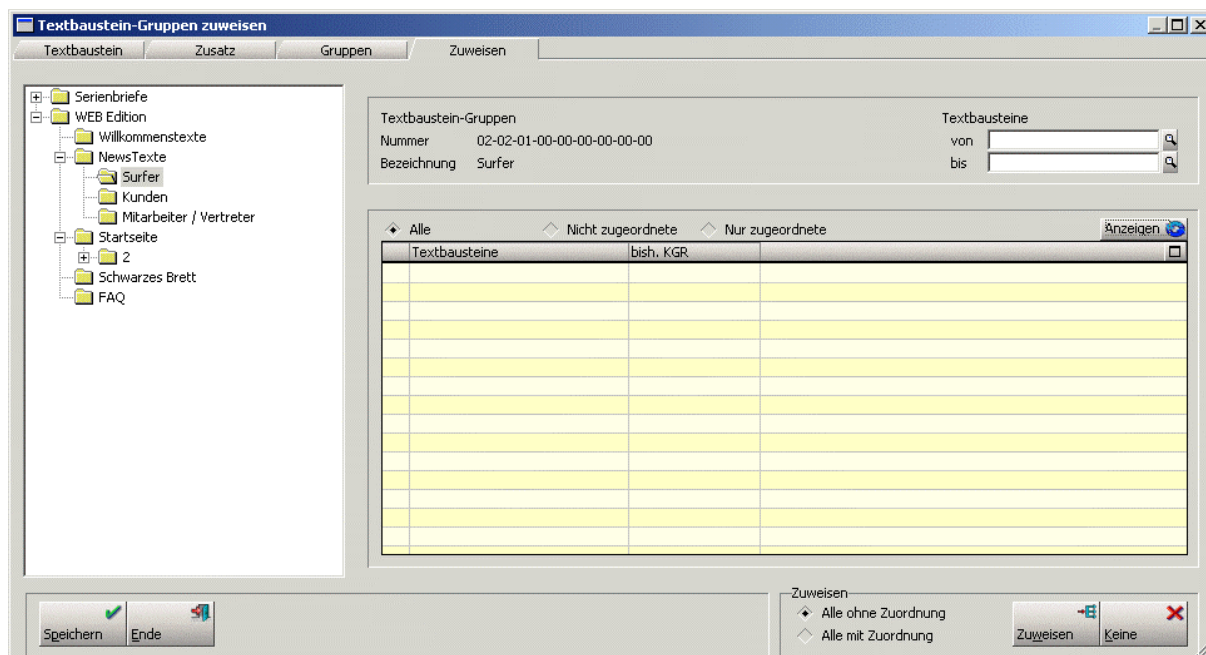 Textbaustein-Gruppen zuweisen
Textbaustein Zusatz Gruppen Zuweisen
Serienbriefe
WEB Edition
Willkommenstexte
NewsTexte
Surfer
Kunden
Mitarbeiter / Vertreter
Startseite
2
Schwarzes Brett
FAQ
Textbaustein-Gruppen
Nummer 02-02-01-00-00-00-00-00-00
Bezeichnung Surfer
Textbausteine
von
bis
Alle Nicht zugeordnete Nur zugeordnete Anzeigen
Textbausteine bish. KGR
Speichern Ende
Zuweisen
Alle ohne Zuordnung
Alle mit Zuordnung
Zuweisen Keine